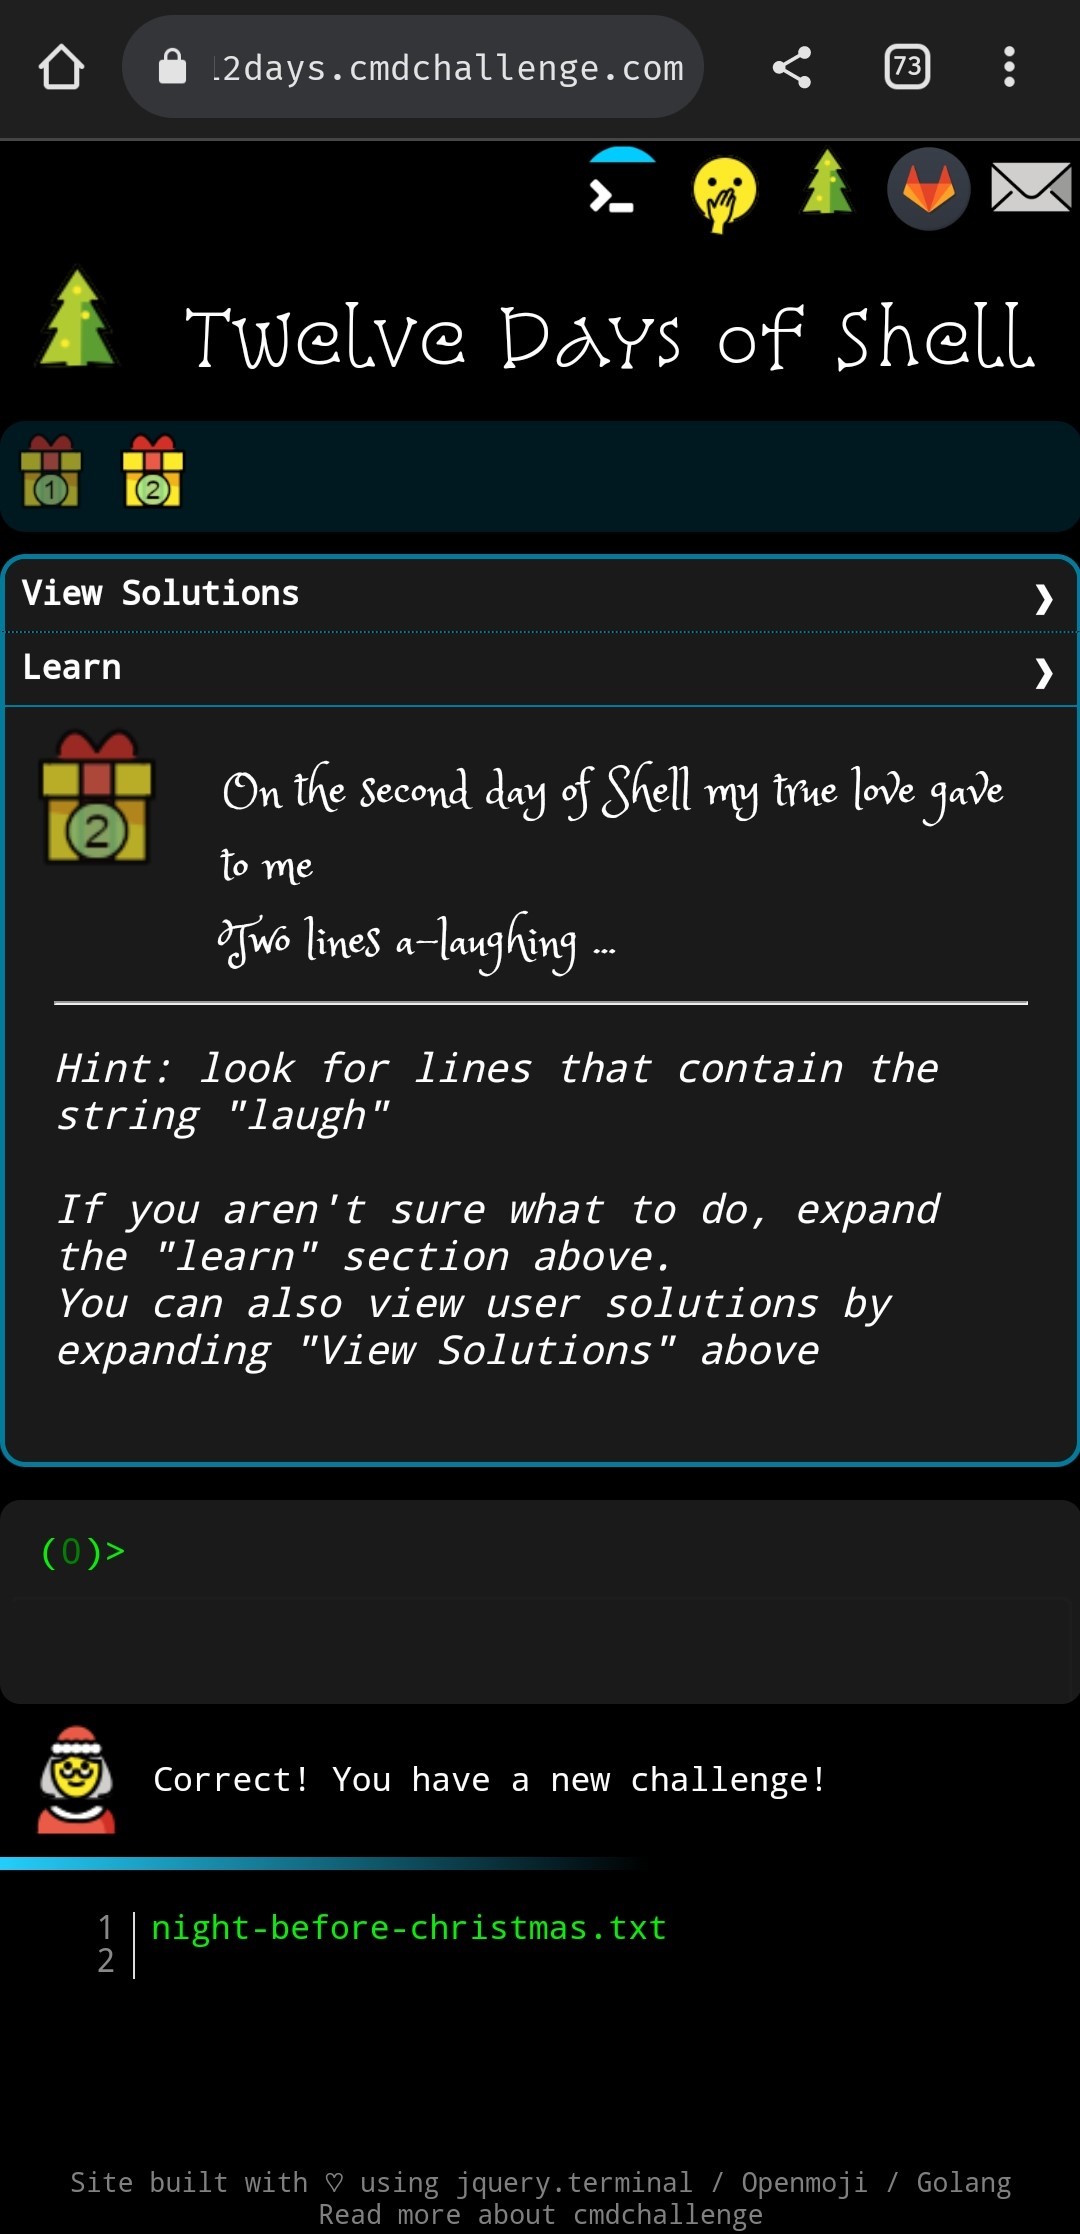 12days.cmdchallenge.com
73
Twelve Days of Shell
1 2
View Solutions
Learn
2
On the second day of Shell my true love gave
to me
Two lines a-laughing ...
Hint: look for lines that contain the
string "laugh"
If you aren't sure what to do, expand
the "learn" section above.
You can also view user solutions by
expanding "View Solutions" above
(0)>
Correct! You have a new challenge!
1 night-before-christmas.txt
2
Site built with ♡ using jquery.terminal / Openmoji / Golang
Read more about cmdchallenge